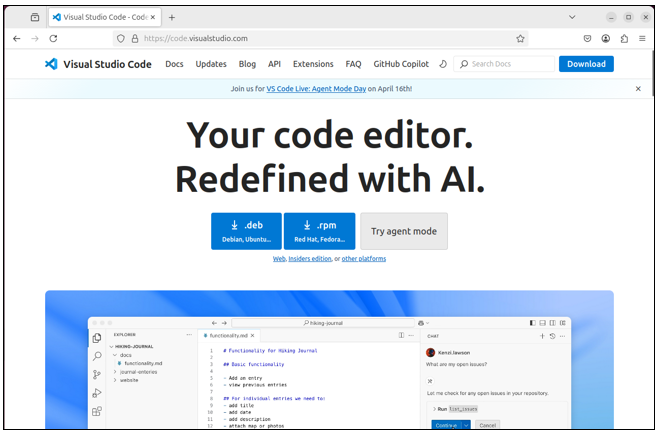 Visual Studio Code - Code
https://code.visualstudio.com
Visual Studio Code Docs Updates Blog API Extensions FAQ GitHub Copilot Search Docs Download
Join us for VS Code Live: Agent Mode Day on April 16th!
Your code editor.
Redefined with AI.
.deb
Debian, Ubuntu...
.rpm
Red Hat, Fedora...
Try agent mode
Web, Insiders edition, or other platforms
hiking-journal
EXPLORER
HIKING-JOURNAL
docs
functionality.md
journal-entries
website
functionality.md
1 # Functionality for Hiking Journal
2
3 ## Basic functionality
4
5 - Add an entry
6 - view previous entries
7
8 ## For individual entries we need to:
9 - add title
10 - add date
11 - add description
12 - attach map or photos
CHAT
Kenzi.lawson
What are my open issues?
Let me check for any open issues in your repository.
Run list_issues
Continue Cancel